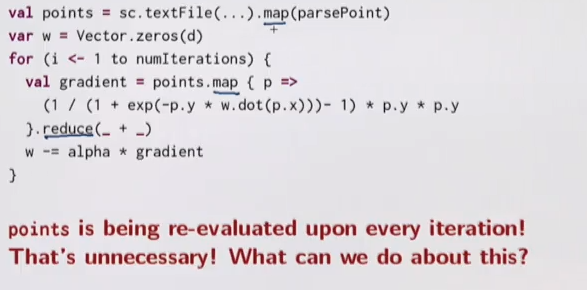 val points = sc.textFile(...).map(parsePoint)
var w = Vector.zeros(d)
for (i <- 1 to numIterations) {
  val gradient = points.map { p =>
    (1 / (1 + exp(-p.y * w.dot(p.x)))- 1) * p.y * p.y
  }.reduce(_ + _)
  w -= alpha * gradient
}
points is being re-evaluated upon every iteration!
That's unnecessary! What can we do about this?